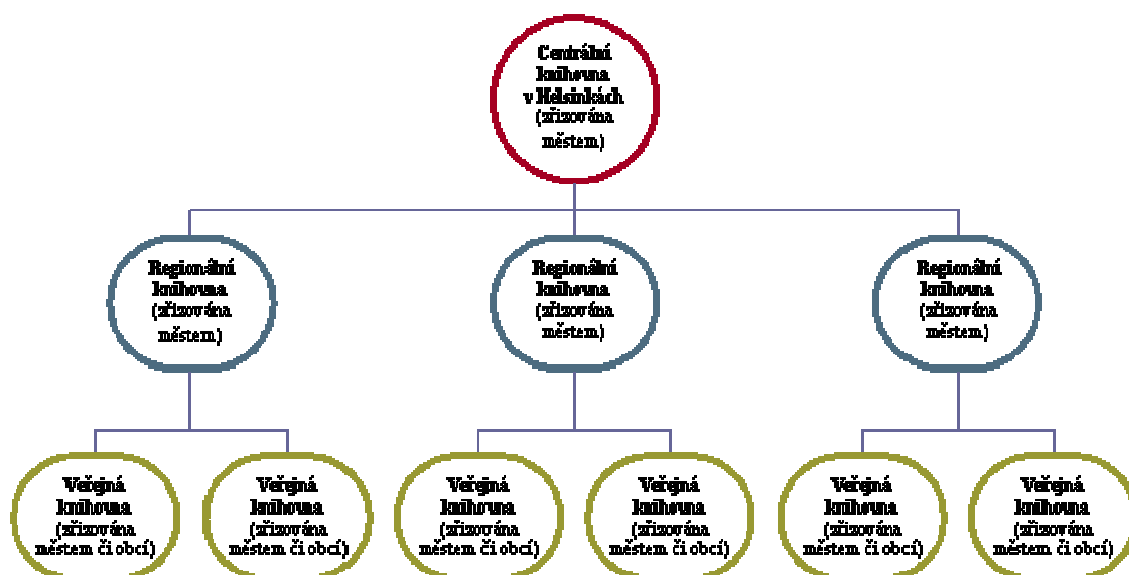 Centrální
knihovna
v Helsinkách
(zřizována
městem)
Regionální
knihovna
(zřizována
městem)
Regionální
knihovna
(zřizována
městem)
Regionální
knihovna
(zřizována
městem)
Veřejná
knihovna
(zřizována
městem či obcí)
Veřejná
knihovna
(zřizována
městem či obcí)
Veřejná
knihovna
(zřizována
městem či obcí)
Veřejná
knihovna
(zřizována
městem či obcí)
Veřejná
knihovna
(zřizována
městem či obcí)
Veřejná
knihovna
(zřizována
městem či obcí)